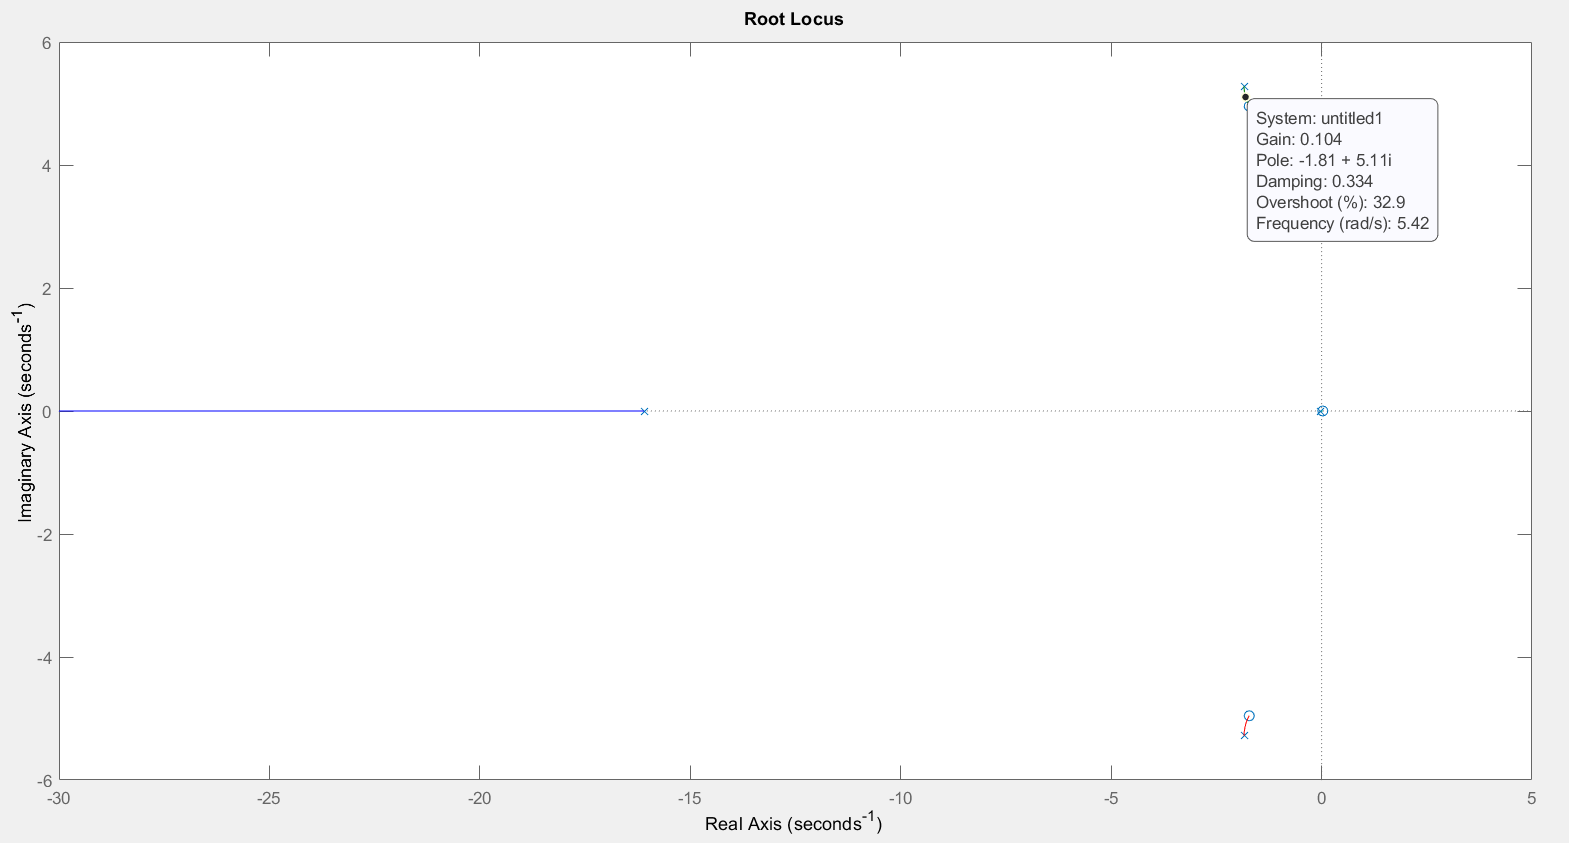 Root Locus
6
4
2
0
-2
-4
-6
Imaginary Axis (seconds-1)
System: untitled1
Gain: 0.104
Pole: -1.81 + 5.11i
Damping: 0.334
Overshoot (%): 32.9
Frequency (rad/s): 5.42
-30 -25 -20 -15 -10 -5 0 5
Real Axis (seconds-1)